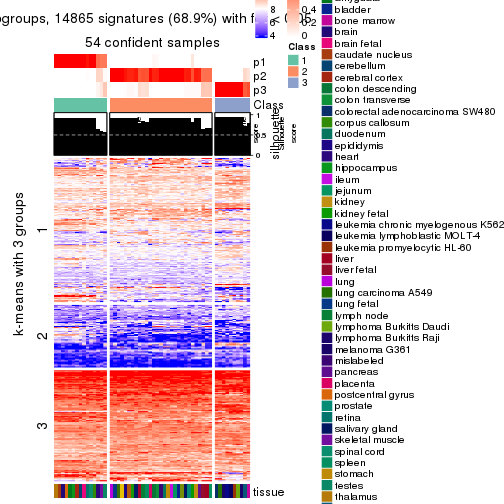 groups, 14865 signatures (68.9%) with
54 confident samples
p1
p2
p3
Class
1
0.5
0
silhouette
score
8
6
4
0.4
0
Class
1
2
3
k-means with 3 groups
1
2
3
tissue
bladder
bone marrow
brain
brain fetal
caudate nucleus
cerebellum
cerebral cortex
colon descending
colon transverse
colorectal adenocarcinoma SW480
corpus callosum
duodenum
epididymis
heart
hippocampus
ileum
jejunum
kidney
kidney fetal
leukemia chronic myelogenous K562
leukemia lymphoblastic MOLT-4
leukemia promyelocytic HL-60
liver
liver fetal
lung
lung carcinoma A549
lung fetal
lymph node
lymphoma Burkitts Daudi
lymphoma Burkitts Raji
melanoma G361
mislabeled
pancreas
placenta
postcentral gyrus
prostate
retina
salivary gland
skeletal muscle
spinal cord
spleen
stomach
testes
thalamus